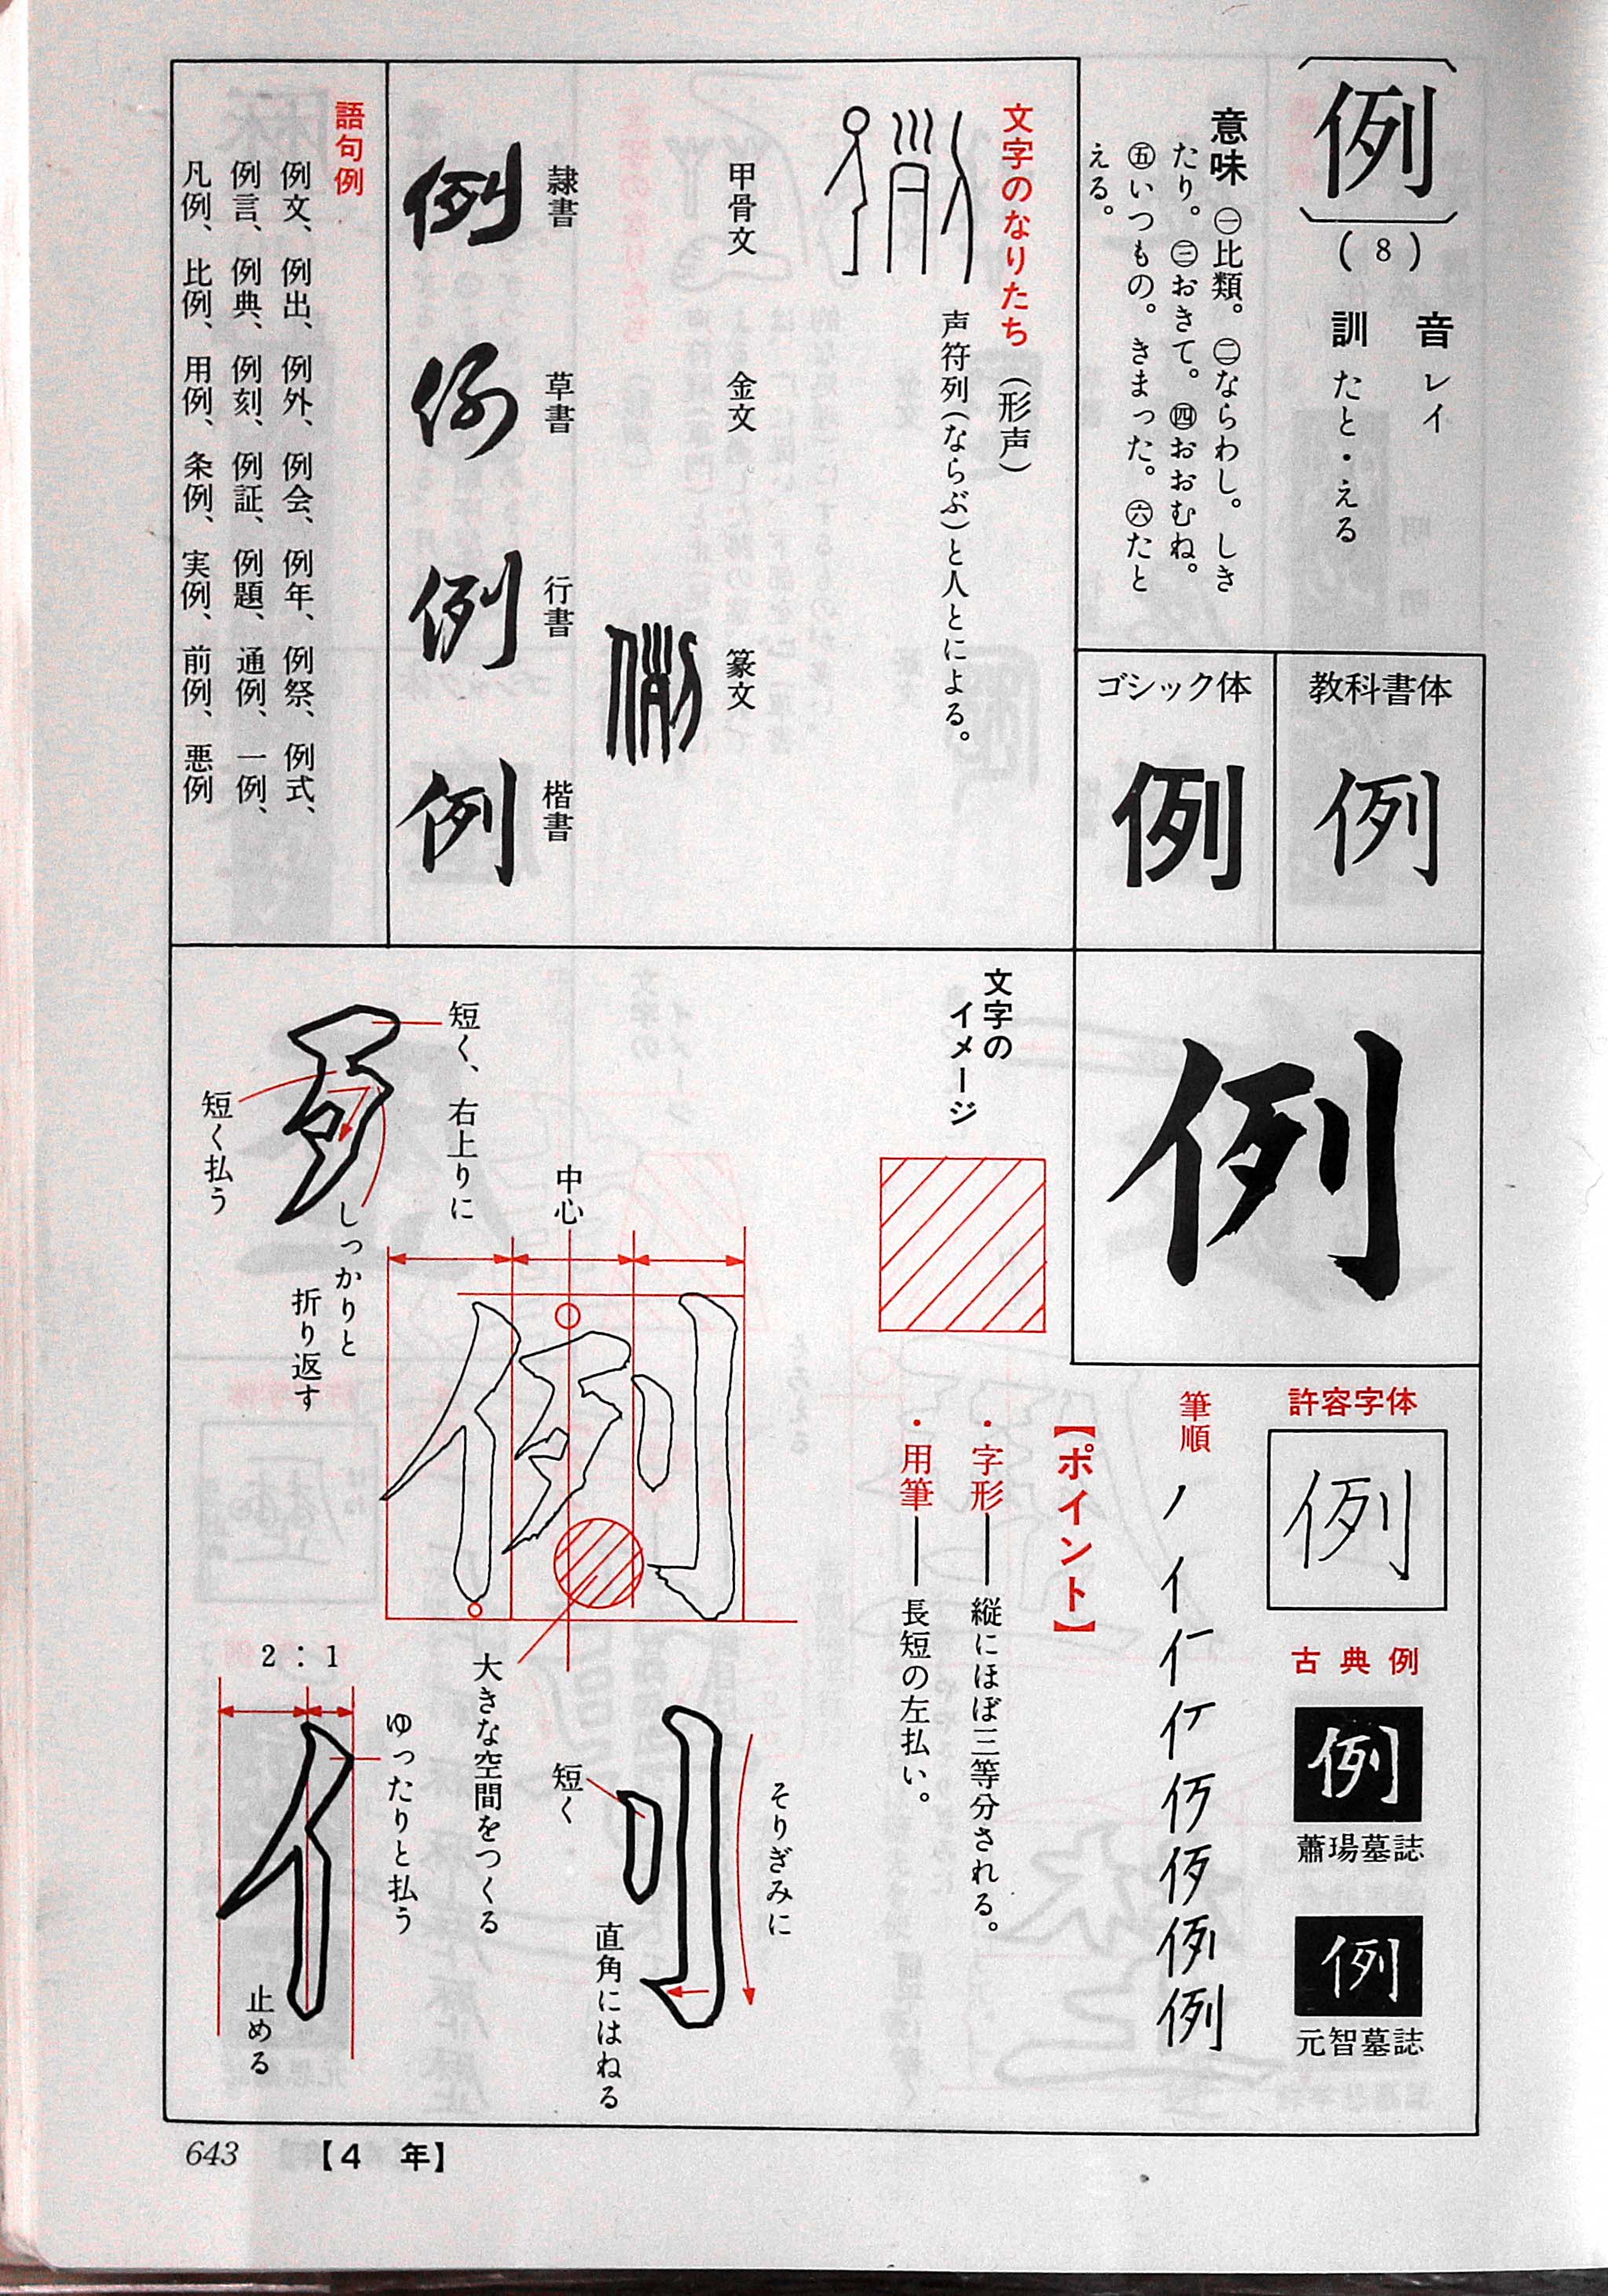 例
(8)
音 レイ
訓 たと・える
意味 ㊀比類。㊁ならわし。しき
たり。㊂おきて。㊃おおむね。
㊄いつもの。きまった。㊅たと
える。
教科書体
例
ゴシック体
例
文字のなりたち(形声)
声符列(ならぶ)と人とによる。
甲骨文
金文
篆文
隷書
例
草書
例
行書
例
楷書
例
語句例
例文、例出、例外、例会、例年、例祭、例式、
例言、例典、例刻、例証、例題、通例、一例、
凡例、比例、用例、条例、実例、前例、悪例
例
許容字体
例
古典例
例
蕭瑒墓誌
例
元智墓誌
筆順
例
【ポイント】
・字形──縦にほぼ三等分される。
・用筆──長短の左払い。
文字の
イメージ
中心
例
大きな空間をつくる
短く、右上りに
短く払う
しっかりと
折り返す
そりぎみに
短く
直角にはねる
2:1
ゆったりと払う
止める
643
【4 年】